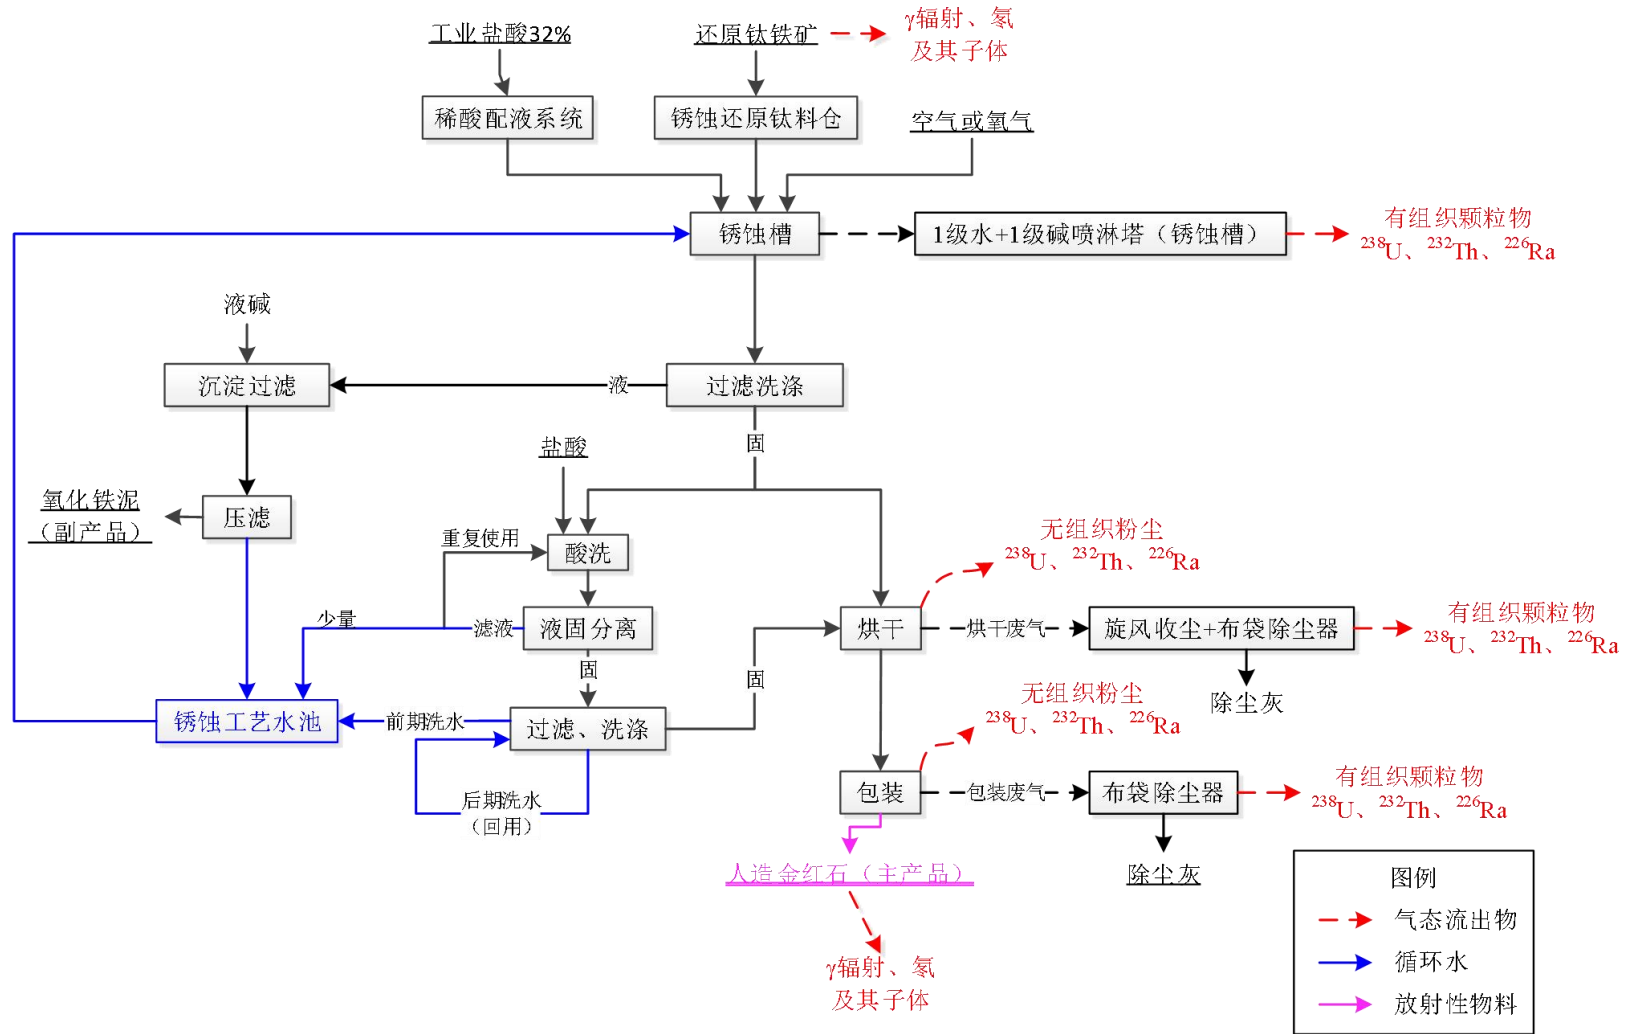 工业盐酸32%
还原钛铁矿
γ辐射、氡
及其子体
稀酸配液系统
锈蚀还原钛料仓
空气或氧气
锈蚀槽
1级水+1级碱喷淋塔（锈蚀槽）
有组织颗粒物
²³⁸U、²³²Th、²²⁶Ra
液碱
沉淀过滤
液
过滤洗涤
固
盐酸
氧化铁泥
（副产品）
压滤
重复使用
酸洗
无组织粉尘
²³⁸U、²³²Th、²²⁶Ra
少量
滤液
液固分离
烘干
烘干废气
旋风收尘+布袋除尘器
有组织颗粒物
²³⁸U、²³²Th、²²⁶Ra
固
固
除尘灰
无组织粉尘
²³⁸U、²³²Th、²²⁶Ra
锈蚀工艺水池
前期洗水
过滤、洗涤
后期洗水
（回用）
包装
包装废气
布袋除尘器
有组织颗粒物
²³⁸U、²³²Th、²²⁶Ra
人造金红石（主产品）
除尘灰
γ辐射、氡
及其子体
图例
气态流出物
循环水
放射性物料